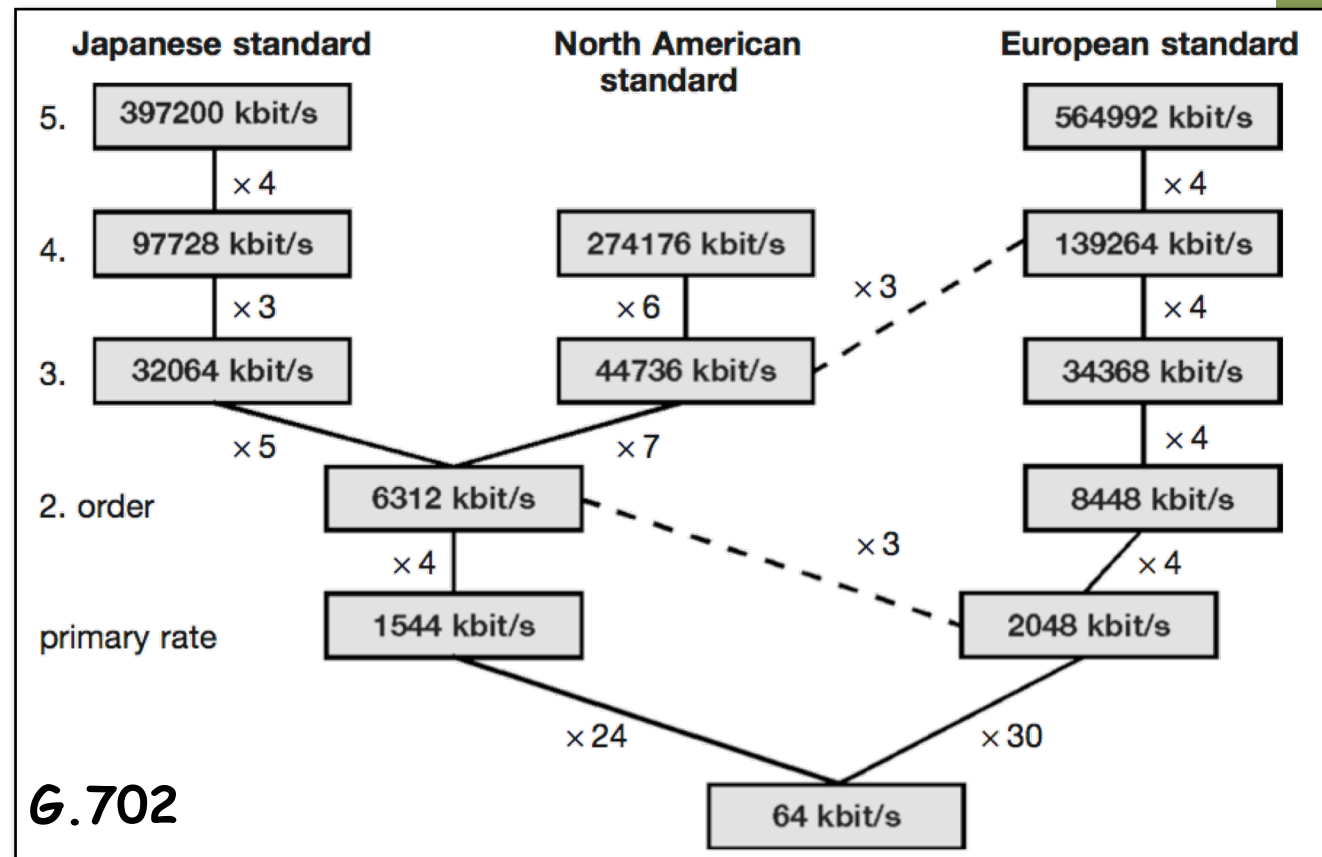 Japanese standard
North American
standard
European standard
5.
397200 kbit/s
564992 kbit/s
× 4
× 4
4.
97728 kbit/s
274176 kbit/s
139264 kbit/s
× 3
× 6
× 3
× 4
3.
32064 kbit/s
44736 kbit/s
34368 kbit/s
× 5
× 7
× 4
2. order
6312 kbit/s
8448 kbit/s
× 4
× 3
× 4
primary rate
1544 kbit/s
2048 kbit/s
× 24
× 30
G.702
64 kbit/s